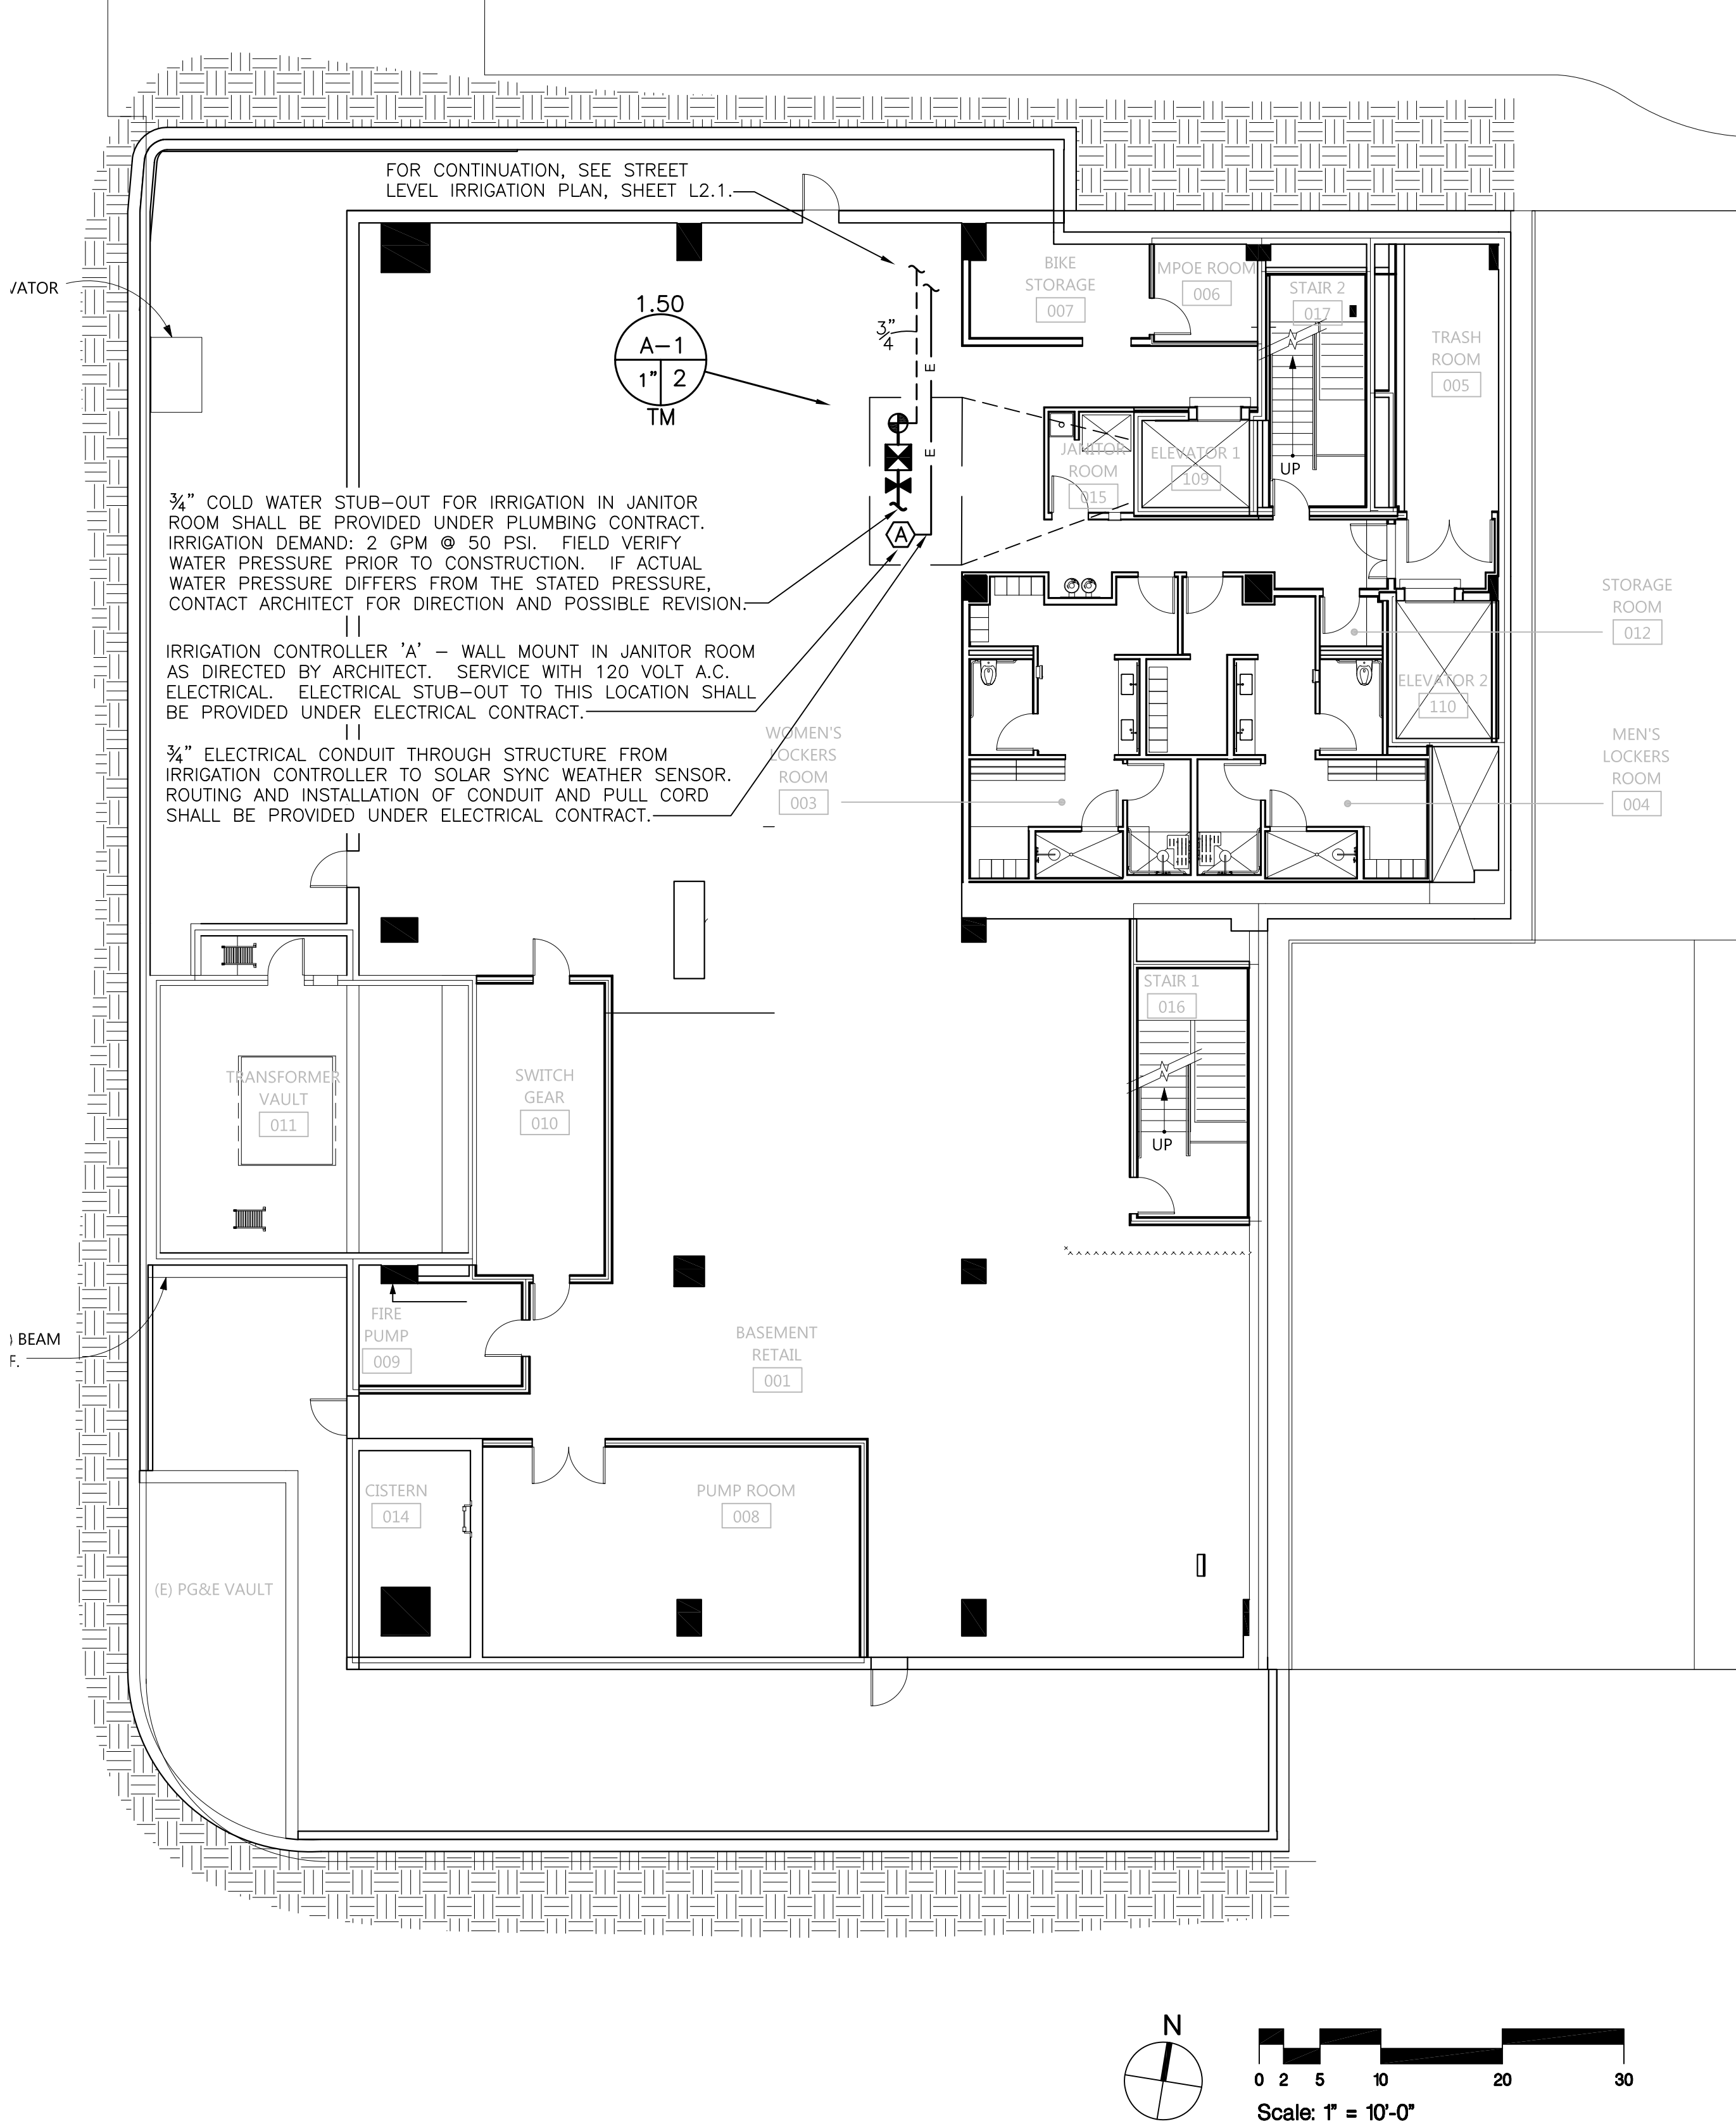 FOR CONTINUATION, SEE STREET
LEVEL IRRIGATION PLAN, SHEET L2.1.
VATOR
1.50
A-1
1" 2
TM
3/4"
E
E
A
BIKE
STORAGE
007
MPOE ROOM
006
STAIR 2
017
UP
TRASH
ROOM
005
JANITOR
ROOM
015
ELEVATOR 1
109
¾" COLD WATER STUB-OUT FOR IRRIGATION IN JANITOR
ROOM SHALL BE PROVIDED UNDER PLUMBING CONTRACT.
IRRIGATION DEMAND: 2 GPM @ 50 PSI. FIELD VERIFY
WATER PRESSURE PRIOR TO CONSTRUCTION. IF ACTUAL
WATER PRESSURE DIFFERS FROM THE STATED PRESSURE,
CONTACT ARCHITECT FOR DIRECTION AND POSSIBLE REVISION.
IRRIGATION CONTROLLER 'A' - WALL MOUNT IN JANITOR ROOM
AS DIRECTED BY ARCHITECT. SERVICE WITH 120 VOLT A.C.
ELECTRICAL. ELECTRICAL STUB-OUT TO THIS LOCATION SHALL
BE PROVIDED UNDER ELECTRICAL CONTRACT.
¾" ELECTRICAL CONDUIT THROUGH STRUCTURE FROM
IRRIGATION CONTROLLER TO SOLAR SYNC WEATHER SENSOR.
ROUTING AND INSTALLATION OF CONDUIT AND PULL CORD
SHALL BE PROVIDED UNDER ELECTRICAL CONTRACT.
STORAGE
ROOM
012
ELEVATOR 2
110
WOMEN'S
LOCKERS
ROOM
003
MEN'S
LOCKERS
ROOM
004
STAIR 1
016
UP
TRANSFORMER
VAULT
011
SWITCH
GEAR
010
FIRE
PUMP
009
) BEAM
F.
BASEMENT
RETAIL
001
CISTERN
014
PUMP ROOM
008
(E) PG&E VAULT
N
0 2 5 10 20 30
Scale: 1" = 10'-0"